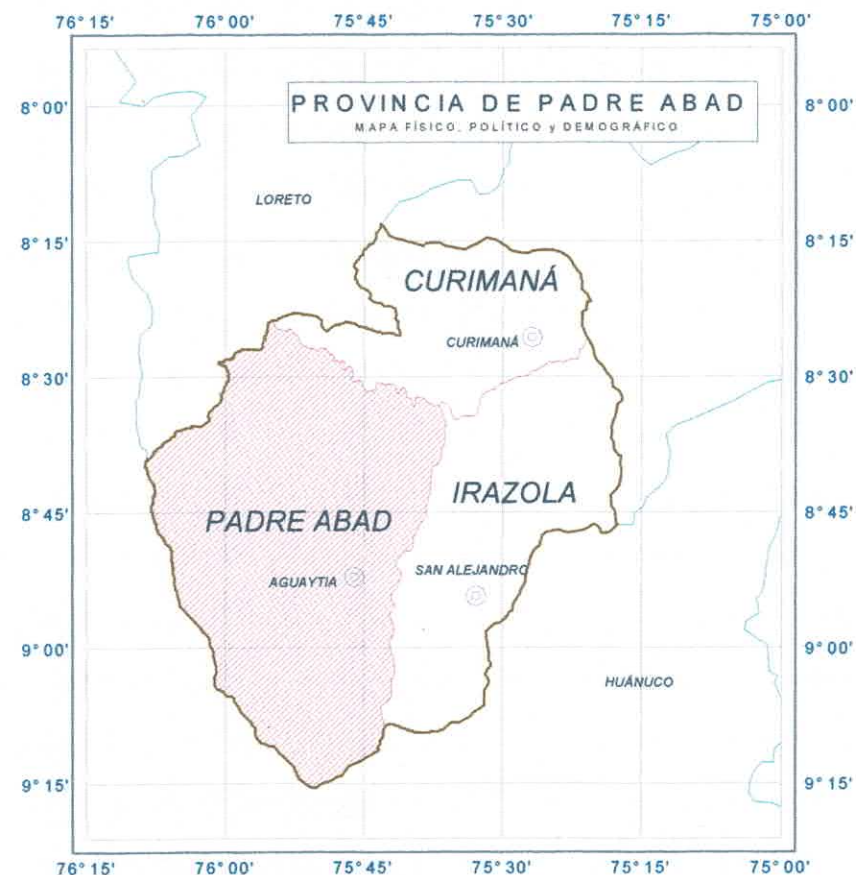 76°15' 76°00' 75°45' 75°30' 75°15' 75°00'
PROVINCIA DE PADRE ABAD
MAPA FÍSICO, POLÍTICO y DEMOGRÁFICO
8°00' 8°00'
LORETO
8°15' 8°15'
CURIMANÁ
CURIMANÁ
8°30' 8°30'
IRAZOLA
8°45' 8°45'
PADRE ABAD
SAN ALEJANDRO
AGUAYTIA
9°00' 9°00'
HUÁNUCO
9°15' 9°15'
76°15' 76°00' 75°45' 75°30' 75°15' 75°00'